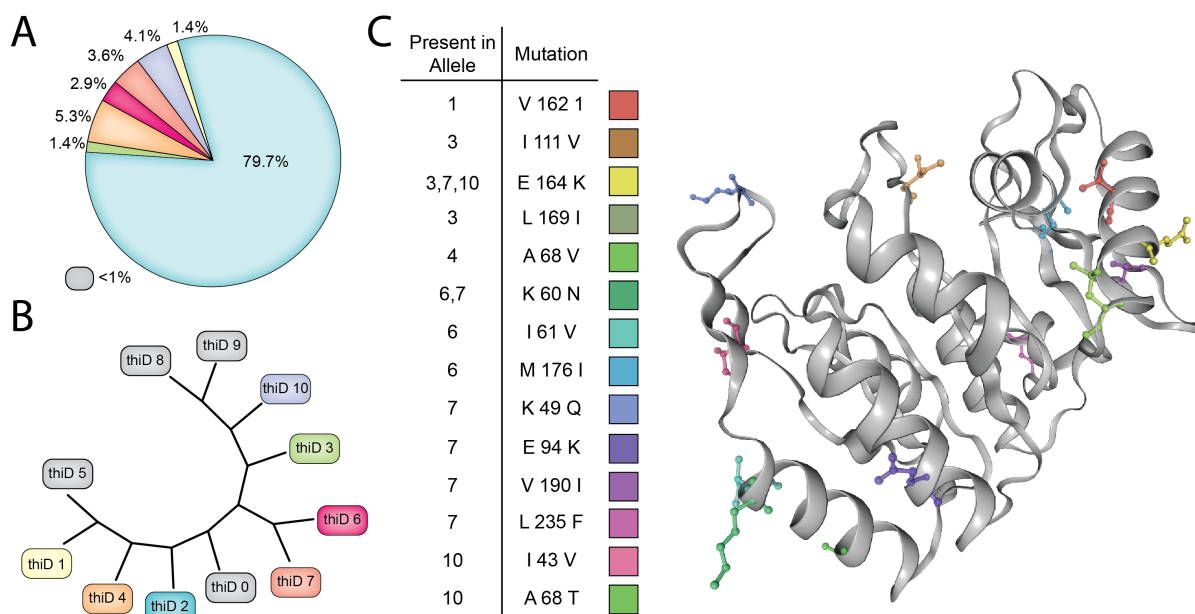 A
1.4%
4.1%
3.6%
2.9%
5.3%
1.4%
79.7%
<1%
B
thiD 9
thiD 8
thiD 10
thiD 3
thiD 5
thiD 6
thiD 1
thiD 7
thiD 0
thiD 4
thiD 2
C
Present in Allele Mutation
1 V 162 1
3 I 111 V
3,7,10 E 164 K
3 L 169 I
4 A 68 V
6,7 K 60 N
6 I 61 V
6 M 176 I
7 K 49 Q
7 E 94 K
7 V 190 I
7 L 235 F
10 I 43 V
10 A 68 T